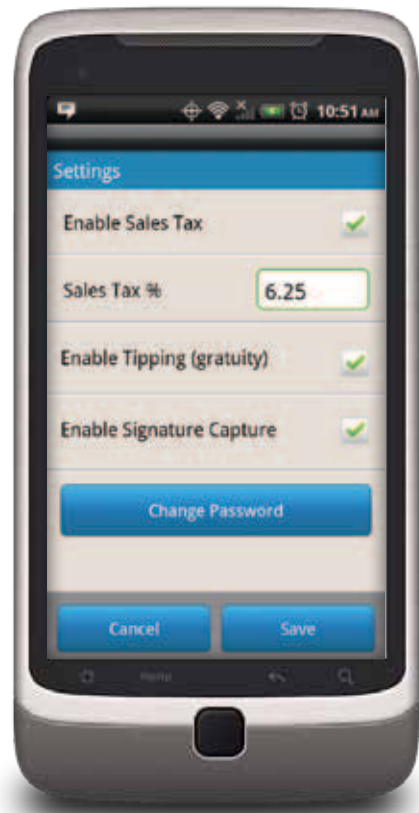 10:51 AM
Settings
Enable Sales Tax
Sales Tax % 6.25
Enable Tipping (gratuity)
Enable Signature Capture
Change Password
Cancel Save
menu